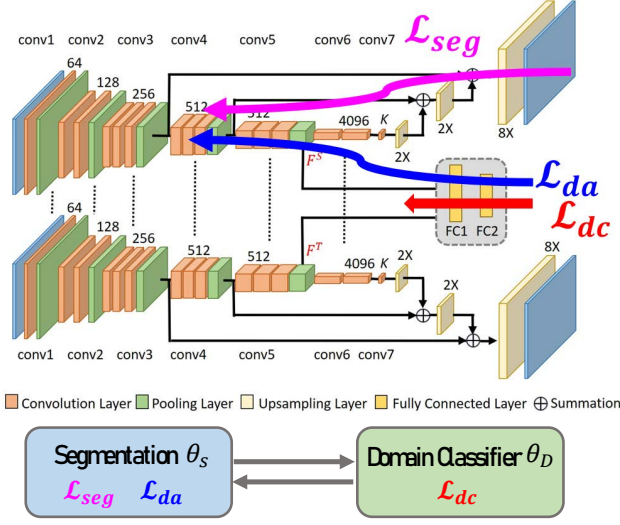 conv1 conv2 conv3 conv4 conv5 conv6 conv7 ℒseg
64
128
256
512
512
4096 K
2X
2X
8X
F^S
ℒda
FC1 FC2
ℒdc
64
128
256
512
512
F^T
4096 K 2X
2X
8X
conv1 conv2 conv3 conv4 conv5 conv6 conv7
Convolution Layer Pooling Layer Upsampling Layer Fully Connected Layer ⊕ Summation
Segmentation θ_S
ℒseg ℒda
Domain Classifier θ_D
ℒdc